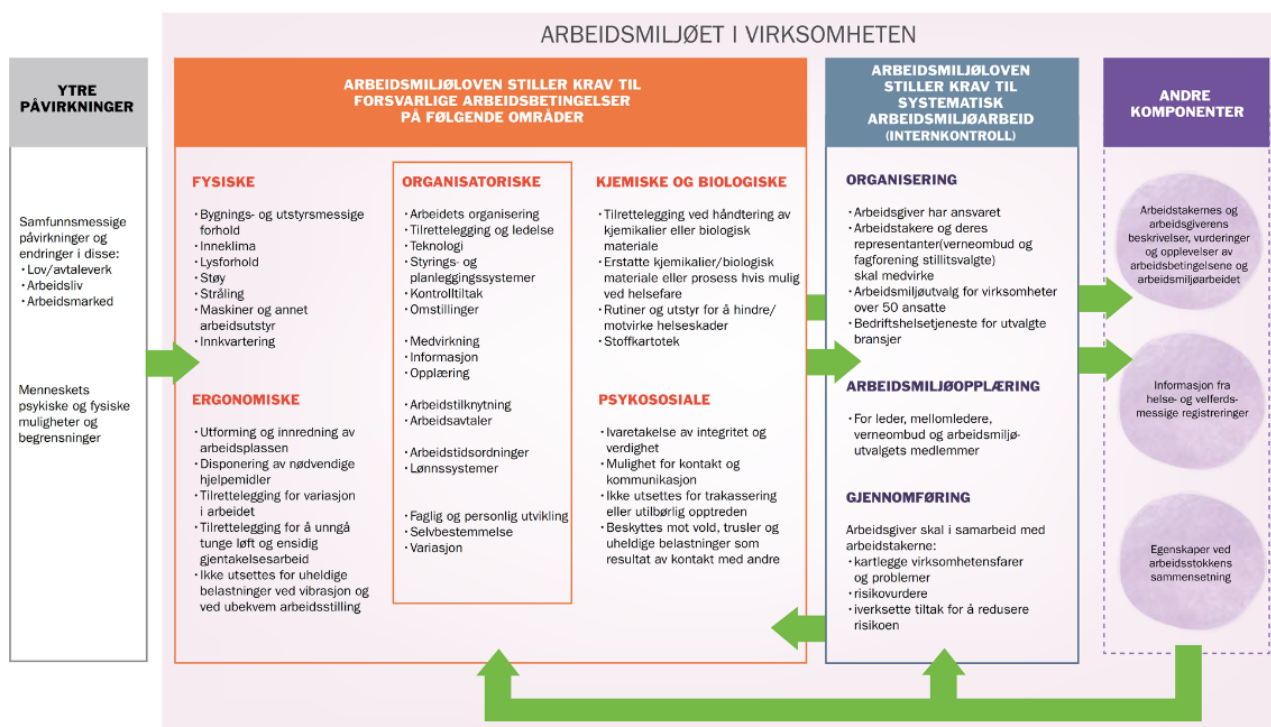 ARBEIDSMILJØET I VIRKSOMHETEN
YTRE
PÅVIRKNINGER
Samfunnsmessige
påvirkninger og
endringer i disse:
· Lov/avtaleverk
· Arbeidsliv
· Arbeidsmarked
Menneskets
psykiske og fysiske
muligheter og
begrensninger
ARBEIDSMILJØLOVEN STILLER KRAV TIL
FORSVARLIGE ARBEIDSBETINGELSER
PÅ FØLGENDE OMRÅDER
FYSISKE
· Bygnings- og utstyrsmessige
forhold
· Inneklima
· Lysforhold
· Støy
· Stråling
· Maskiner og annet
arbeidsutstyr
· Innkvartering
ERGONOMISKE
· Utforming og innredning av
arbeidsplassen
· Disponering av nødvendige
hjelpemidler
· Tilrettelegging for variasjon
i arbeidet
· Tilrettelegging for å unngå
tunge løft og ensidig
gjentakelsesarbeid
· Ikke utsettes for uheldige
belastninger ved vibrasjon og
ved ubekvem arbeidsstilling
ORGANISATORISKE
· Arbeidets organisering
· Tilrettelegging og ledelse
· Teknologi
· Styrings- og
planleggingssystemer
· Kontrolltiltak
· Omstillinger
· Medvirkning
· Informasjon
· Opplæring
· Arbeidstilknytning
· Arbeidsavtaler
· Arbeidstidsordninger
· Lønnssystemer
· Faglig og personlig utvikling
· Selvbestemmelse
· Variasjon
KJEMISKE OG BIOLOGISKE
· Tilrettelegging ved håndtering av
kjemikalier eller biologisk
materiale
· Erstatte kjemikalier/biologisk
materiale eller prosess hvis mulig
ved helsefare
· Rutiner og utstyr for å hindre/
motvirke helseskader
· Stoffkartotek
PSYKOSOSIALE
· Ivaretakelse av integritet og
verdighet
· Mulighet for kontakt og
kommunikasjon
· Ikke utsettes for trakassering
eller utilbørlig opptreden
· Beskyttes mot vold, trusler og
uheldige belastninger som
resultat av kontakt med andre
ARBEIDSMILJØLOVEN
STILLER KRAV TIL
SYSTEMATISK
ARBEIDSMILJØARBEID
(INTERNKONTROLL)
ORGANISERING
· Arbeidsgiver har ansvaret
· Arbeidstakere og deres
representanter(verneombud og
fagforening stillitsvalgte)
skal medvirke
· Arbeidsmiljøutvalg for virksomheter
over 50 ansatte
· Bedriftshelsetjeneste for utvalgte
bransjer
ARBEIDSMILJØOPPLÆRING
· For leder, mellomledere,
verneombud og arbeidsmiljø-
utvalgets medlemmer
GJENNOMFØRING
Arbeidsgiver skal i samarbeid med
arbeidstakerne:
· kartlegge virksomhetensfarer
og problemer
· risikovurdere
· iverksette tiltak for å redusere
risikoen
ANDRE
KOMPONENTER
Arbeidstakernes og
arbeidsgiverens
beskrivelser, vurderinger
og opplevelser av
arbeidsbetingelsene og
arbeidsmiljøarbeidet
Informasjon fra
helse- og velferds-
messige registreringer
Egenskaper ved
arbeidsstokkens
sammensetning